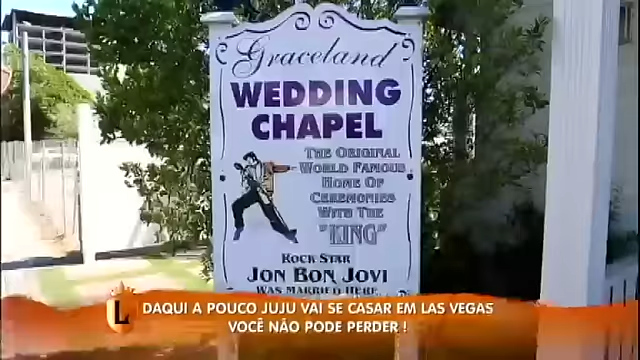 Graceland
WEDDING
CHAPEL
THE ORIGINAL
WORLD FAMOUS
HOME OF
CEREMONIES
WITH THE
"KING"
ROCK STAR
JON BON JOVI
WAS MARRIED HERE
L
DAQUI A POUCO JUJU VAI SE CASAR EM LAS VEGAS
VOCÊ NÃO PODE PERDER !